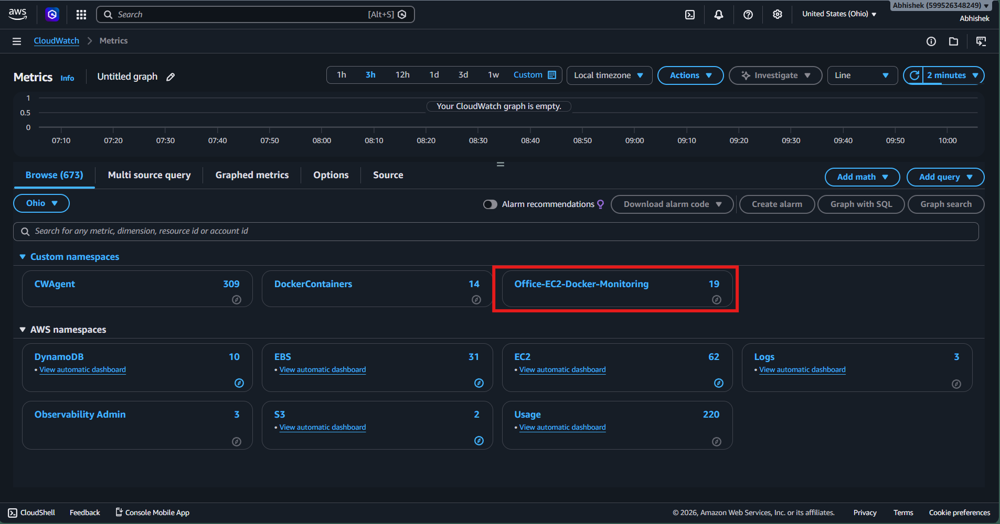 aws
Search [Alt+S]
United States (Ohio)
Abhishek (599526348249)
Abhishek
CloudWatch Metrics
Metrics Info Untitled graph 1h 3h 12h 1d 3d 1w Custom Local timezone Actions Investigate Line 2 minutes
1
0.5
0
Your CloudWatch graph is empty.
07:10 07:20 07:30 07:40 07:50 08:00 08:10 08:20 08:30 08:40 08:50 09:00 09:10 09:20 09:30 09:40 09:50 10:00
Browse (673) Multi source query Graphed metrics Options Source Add math Add query
Ohio Alarm recommendations Download alarm code Create alarm Graph with SQL Graph search
Search for any metric, dimension, resource id or account id
Custom namespaces
CWAgent 309 DockerContainers 14 Office-EC2-Docker-Monitoring 19
AWS namespaces
DynamoDB 10 EBS 31 EC2 62 Logs 3
• View automatic dashboard • View automatic dashboard • View automatic dashboard • View automatic dashboard
Observability Admin 3 S3 2 Usage 220
• View automatic dashboard • View automatic dashboard
CloudShell Feedback Console Mobile App © 2026, Amazon Web Services, Inc. or its affiliates. Privacy Terms Cookie preferences